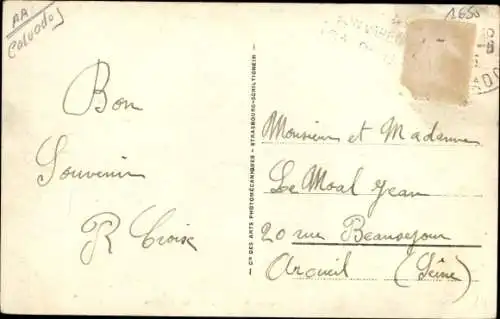 AA
Calvados
1650
Bon
Souvenir
R Croix
Cie DES ARTS PHOTOMÉCANIQUES - STRASBOURG-SCHILTIGHEIM
Monsieur et Madame
Le Moal Jean
20 rue Beauséjour
Arcueil (Seine)